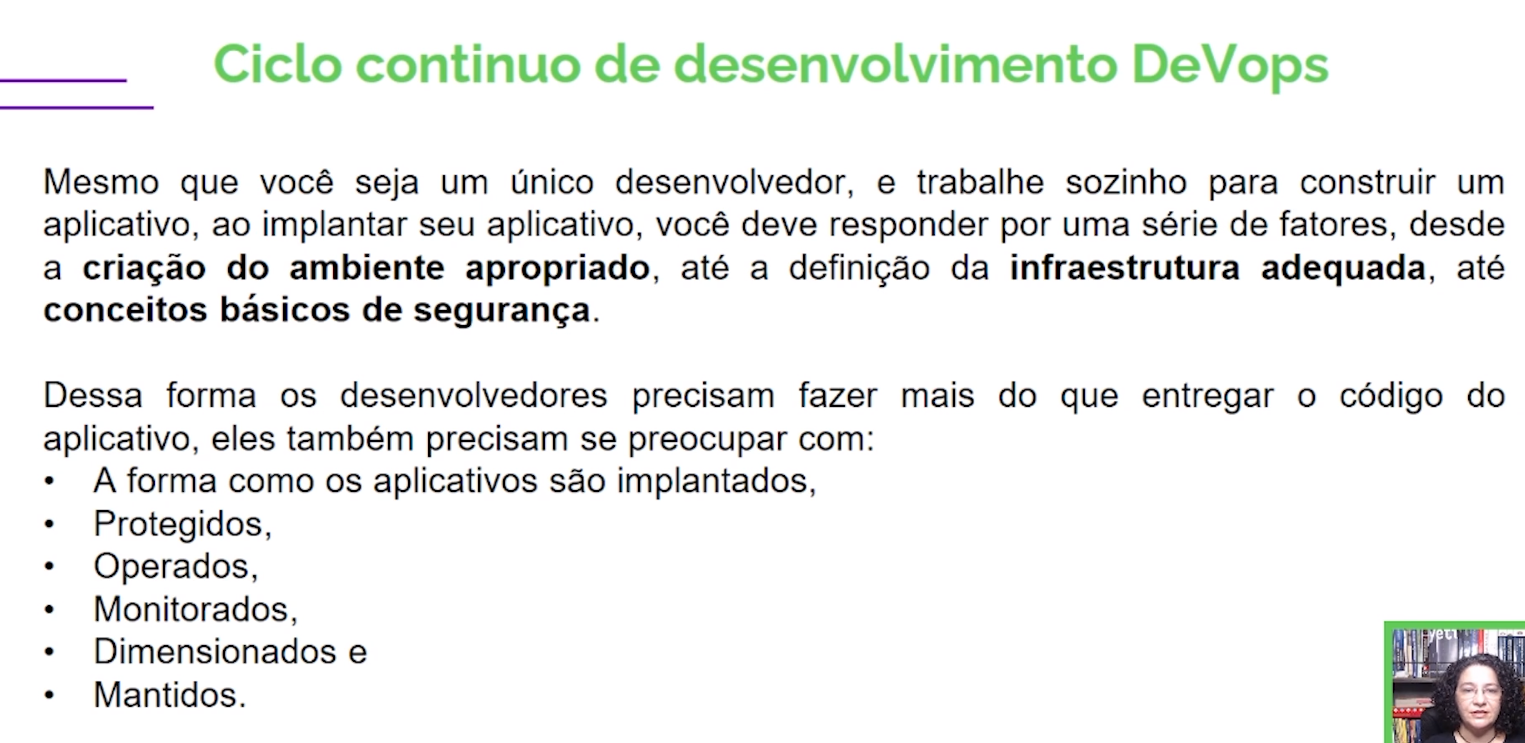 Ciclo continuo de desenvolvimento DeVops
Mesmo que você seja um único desenvolvedor, e trabalhe sozinho para construir um
aplicativo, ao implantar seu aplicativo, você deve responder por uma série de fatores, desde
a criação do ambiente apropriado, até a definição da infraestrutura adequada, até
conceitos básicos de segurança.
Dessa forma os desenvolvedores precisam fazer mais do que entregar o código do
aplicativo, eles também precisam se preocupar com:
• A forma como os aplicativos são implantados,
• Protegidos,
• Operados,
• Monitorados,
• Dimensionados e
• Mantidos.